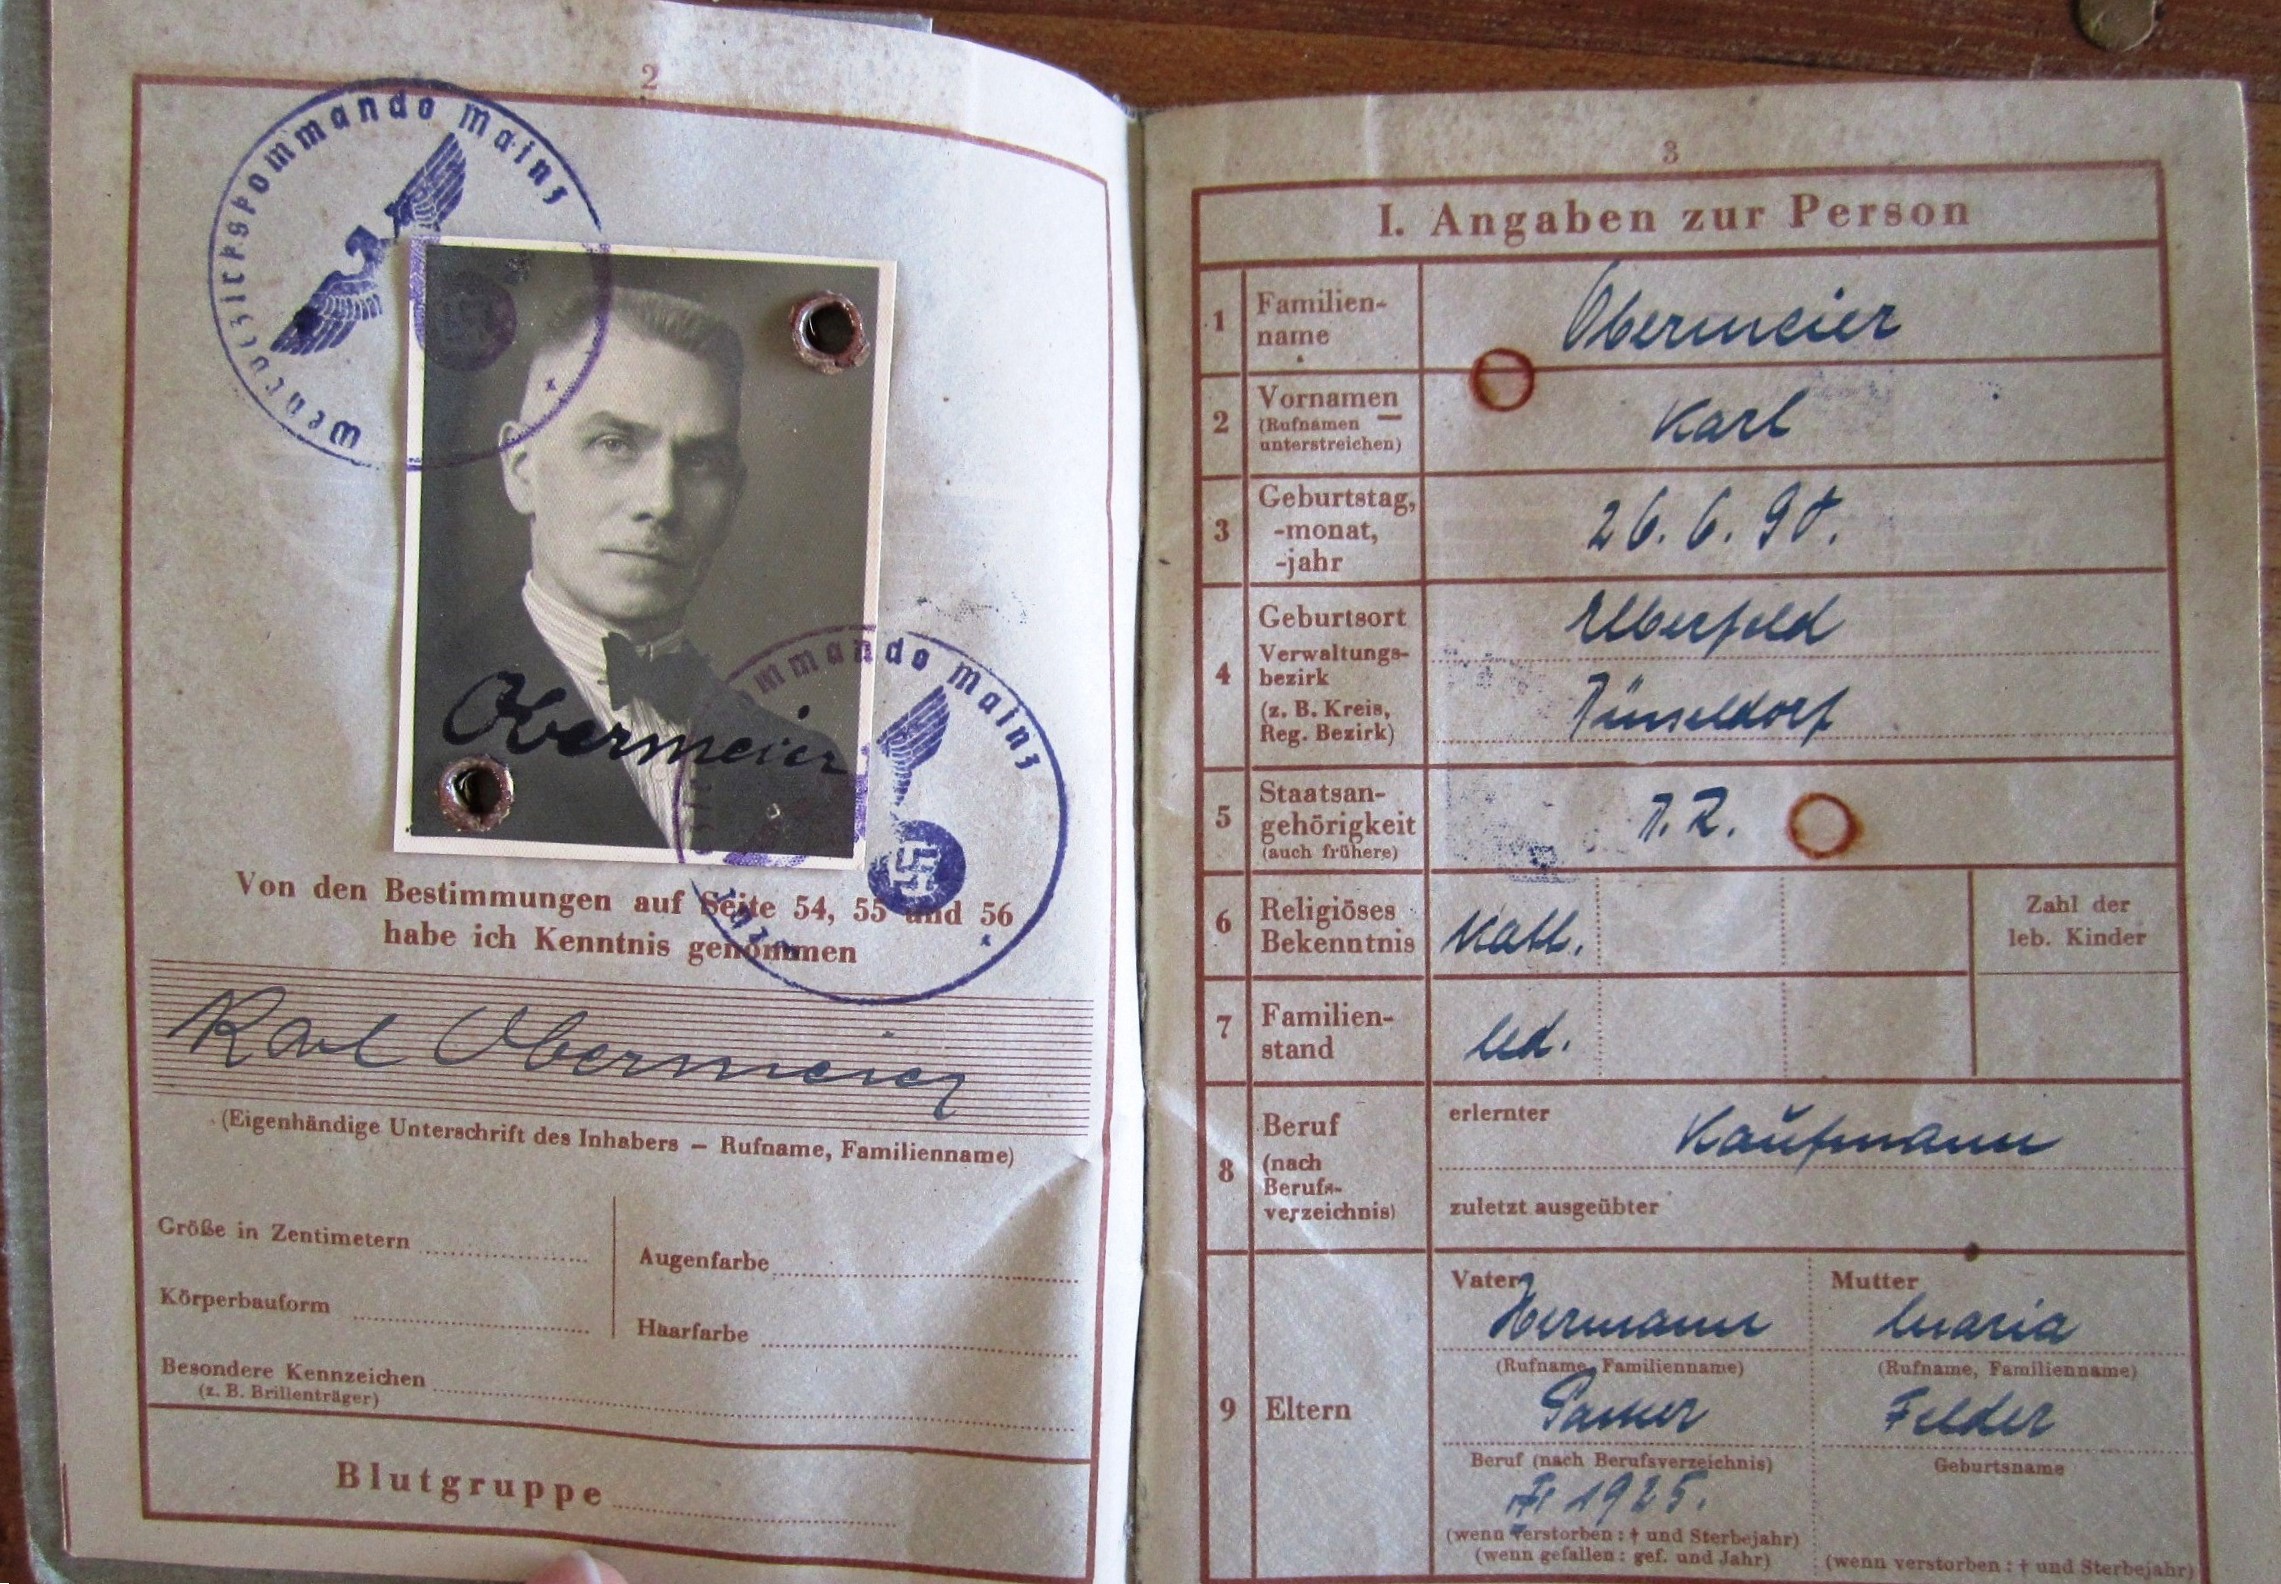 2
Wehrbezirkskommando Mainz
Obermeier
mmando Mainz
Von den Bestimmungen auf Seite 54, 55 und 56
habe ich Kenntnis genommen
Karl Obermeier
(Eigenhändige Unterschrift des Inhabers — Rufname, Familienname)
Größe in Zentimetern
Augenfarbe
Körperbauform
Haarfarbe
Besondere Kennzeichen
(z. B. Brillenträger)
Blutgruppe
3
I. Angaben zur Person
1 Familien-
name
Obermeier
2 Vornamen
(Rufnamen
unterstreichen)
Karl
3 Geburtstag,
-monat,
-jahr
26. 6. 90.
4 Geburtsort
Verwaltungs-
bezirk
(z. B. Kreis,
Reg. Bezirk)
Elberfeld
Düsseldorf
5 Staatsan-
gehörigkeit
(auch frühere)
D. R.
6 Religiöses
Bekenntnis
kath.
Zahl der
leb. Kinder
7 Familien-
stand
led.
8 Beruf
(nach
Berufs-
verzeichnis)
erlernter
Kaufmann
zuletzt ausgeübter
9 Eltern
Vater
Hermann
(Rufname, Familienname)
Beruf (nach Berufsverzeichnis)
1925.
(wenn verstorben: † und Sterbejahr)
(wenn gefallen: gef. und Jahr)
Mutter
Maria
(Rufname, Familienname)
Felder
Geburtsname
(wenn verstorben: † und Sterbejahr)